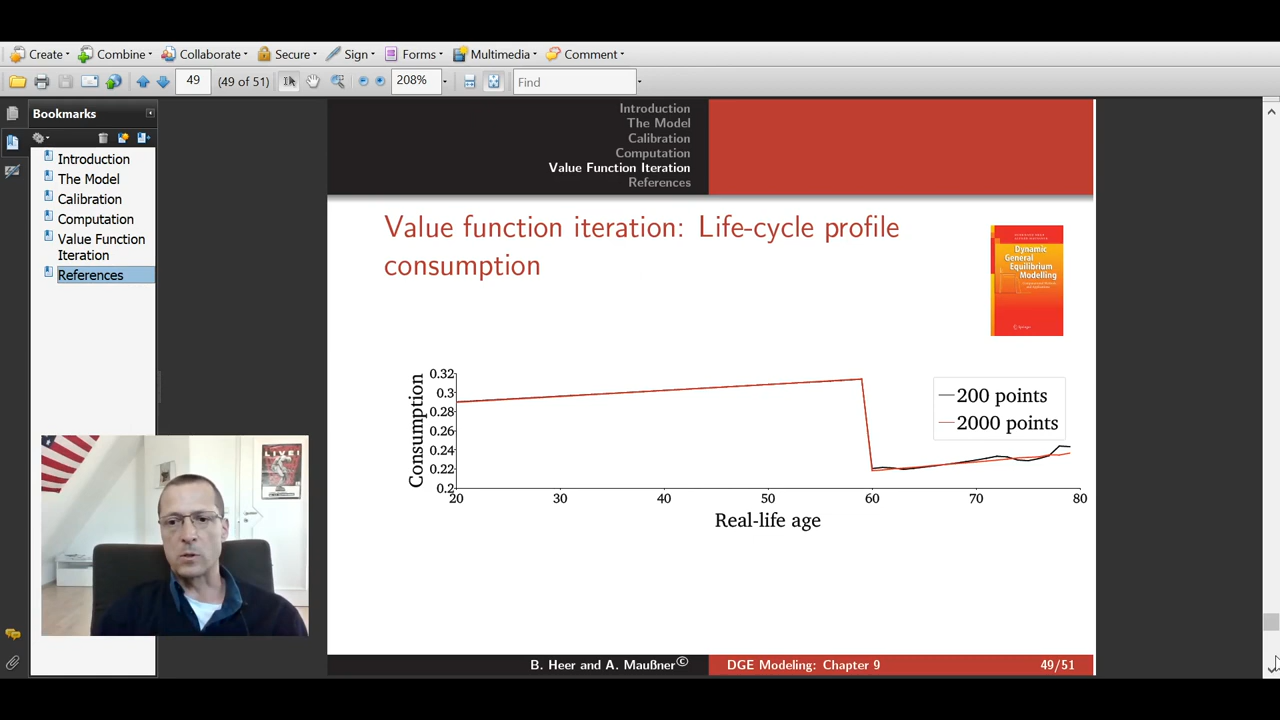 Create Combine Collaborate Secure Sign Forms Multimedia Comment
49 (49 of 51) 208% Find
Bookmarks
Introduction
The Model
Calibration
Computation
Value Function
Iteration
References
Introduction
The Model
Calibration
Computation
Value Function Iteration
References
Value function iteration: Life-cycle profile
consumption
Dynamic
General
Equilibrium
Modelling
Springer
Consumption
0.32
0.3
0.28
0.26
0.24
0.22
0.2
20 30 40 50 60 70 80
Real-life age
200 points
2000 points
LIVE!
B. Heer and A. Maußner© DGE Modeling: Chapter 9 49/51